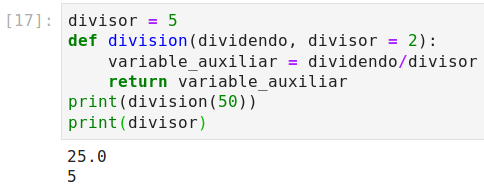 [17]: divisor = 5
def division(dividendo, divisor = 2):
    variable_auxiliar = dividendo/divisor
    return variable_auxiliar
print(division(50))
print(divisor)
25.0
5